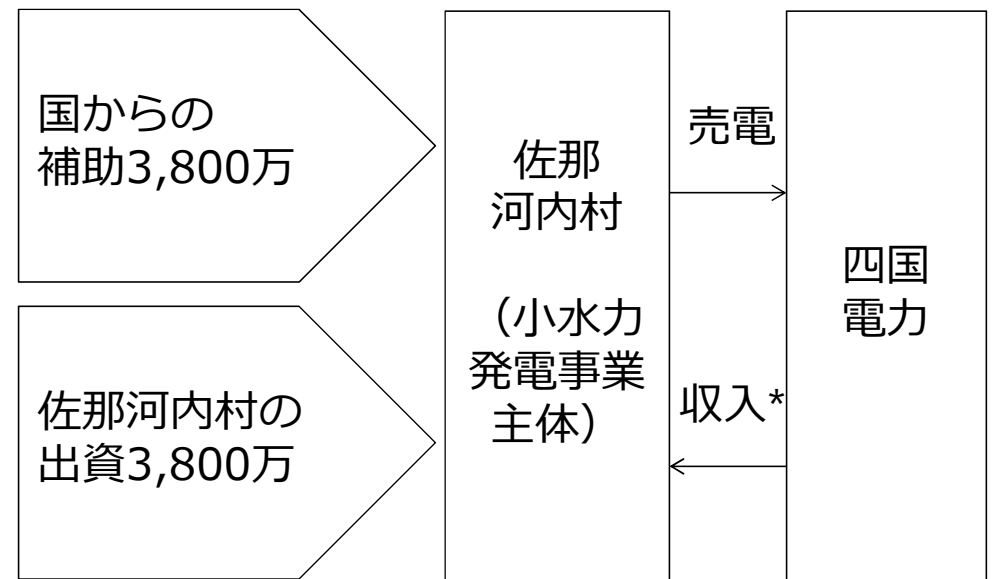 国からの
補助3,800万
佐那河内村の
出資3,800万
佐那
河内村
（小水力
発電事業
主体）
売電
収入*
四国
電力